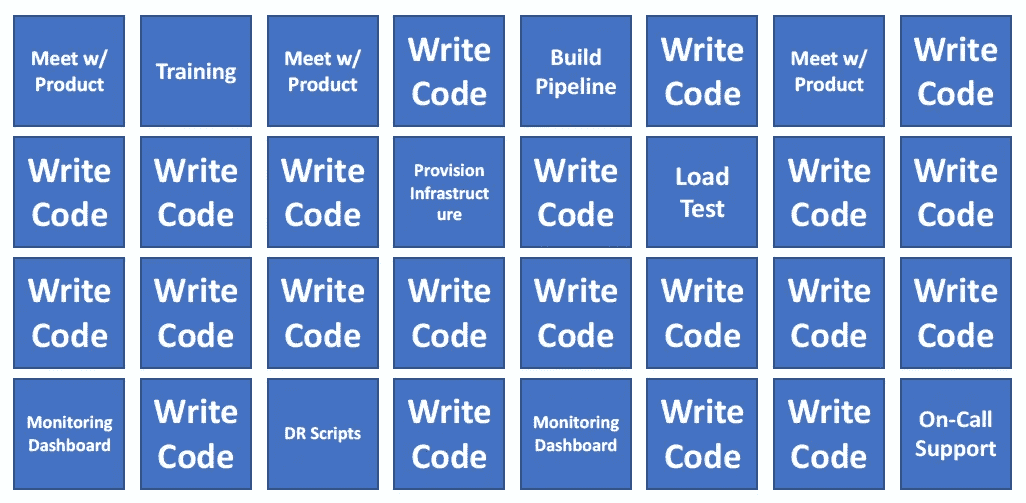 Meet w/
Product
Training
Meet w/
Product
Write
Code
Build
Pipeline
Write
Code
Meet w/
Product
Write
Code
Write
Code
Write
Code
Write
Code
Provision
Infrastruct
ure
Write
Code
Load
Test
Write
Code
Write
Code
Write
Code
Write
Code
Write
Code
Write
Code
Write
Code
Write
Code
Write
Code
Write
Code
Monitoring
Dashboard
Write
Code
DR Scripts
Write
Code
Monitoring
Dashboard
Write
Code
Write
Code
On-Call
Support